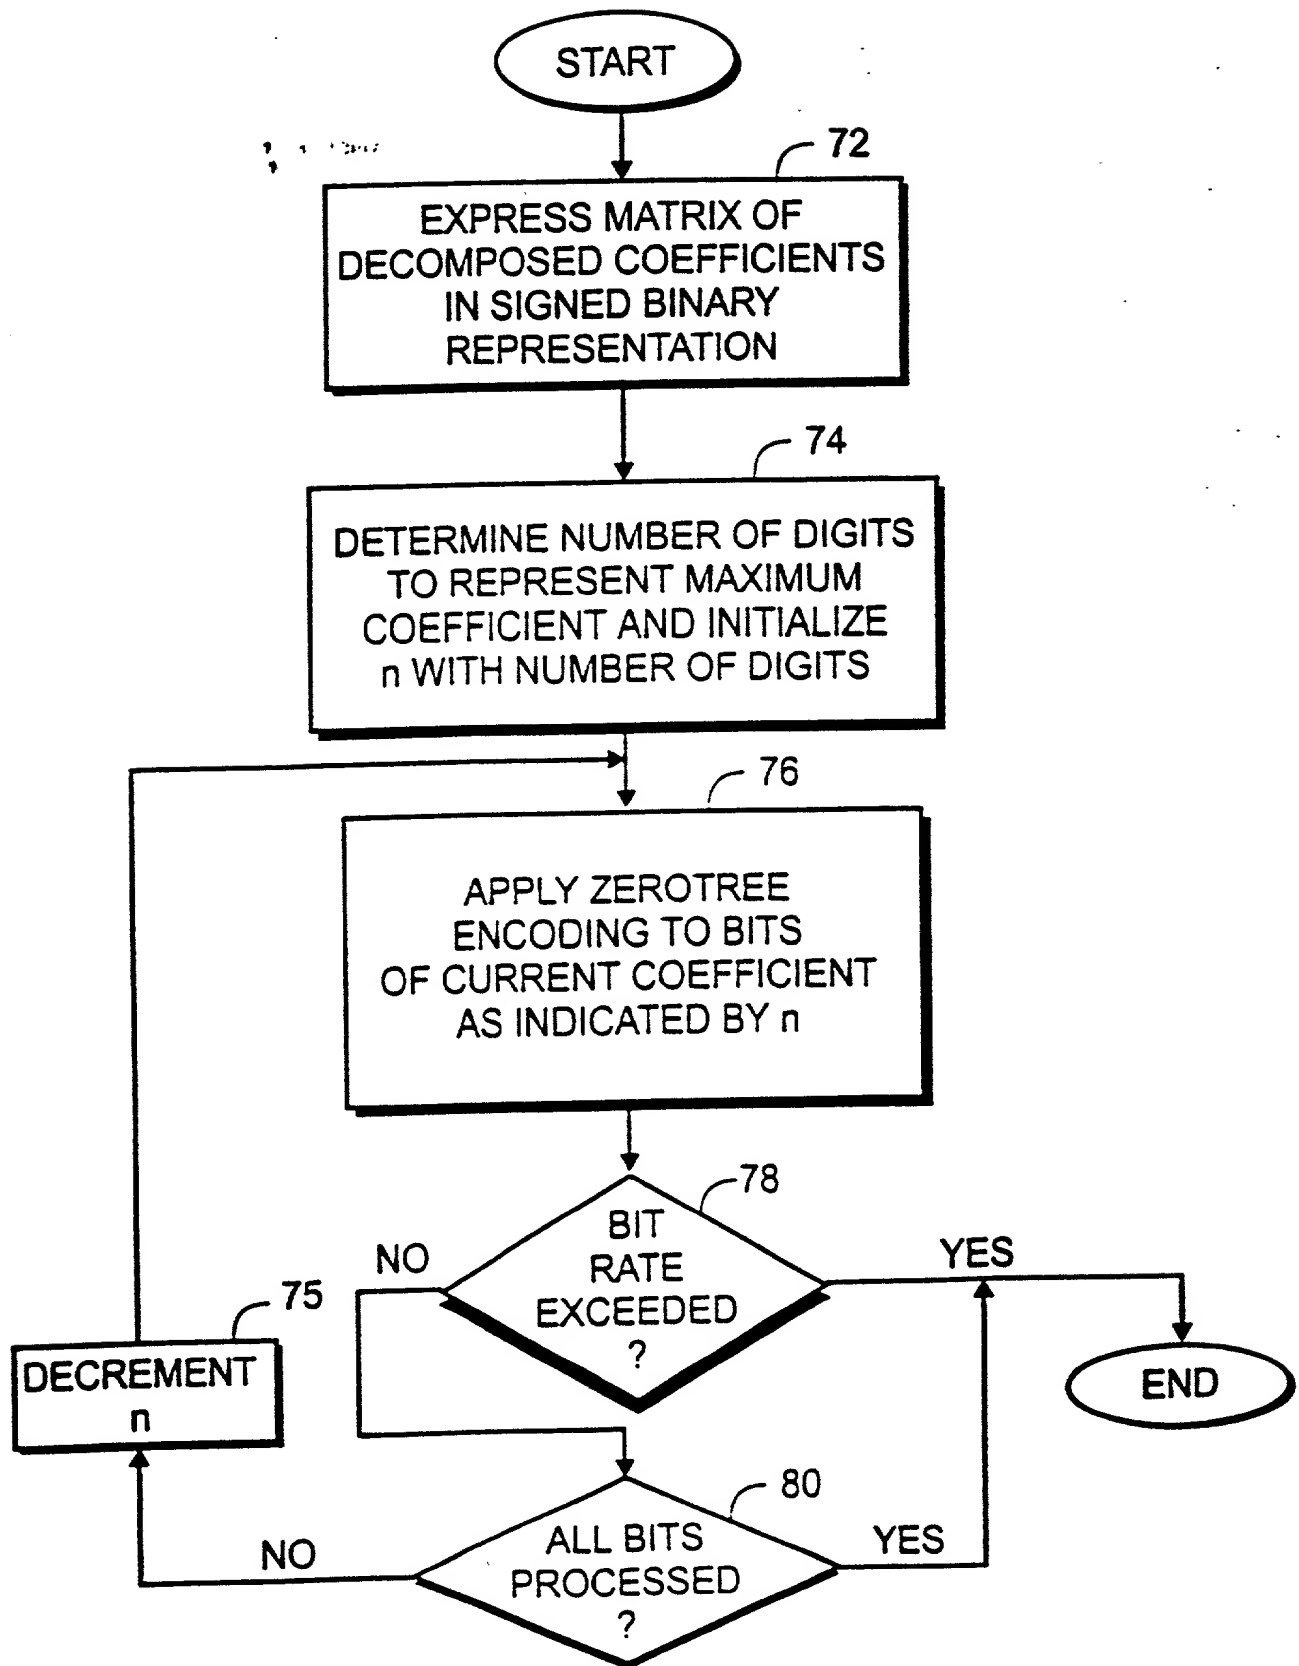 START
72
EXPRESS MATRIX OF
DECOMPOSED COEFFICIENTS
IN SIGNED BINARY
REPRESENTATION
74
DETERMINE NUMBER OF DIGITS
TO REPRESENT MAXIMUM
COEFFICIENT AND INITIALIZE
n WITH NUMBER OF DIGITS
76
APPLY ZEROTREE
ENCODING TO BITS
OF CURRENT COEFFICIENT
AS INDICATED BY n
78
BIT
RATE
EXCEEDED
?
NO
YES
75
DECREMENT
n
END
80
ALL BITS
PROCESSED
?
NO
YES